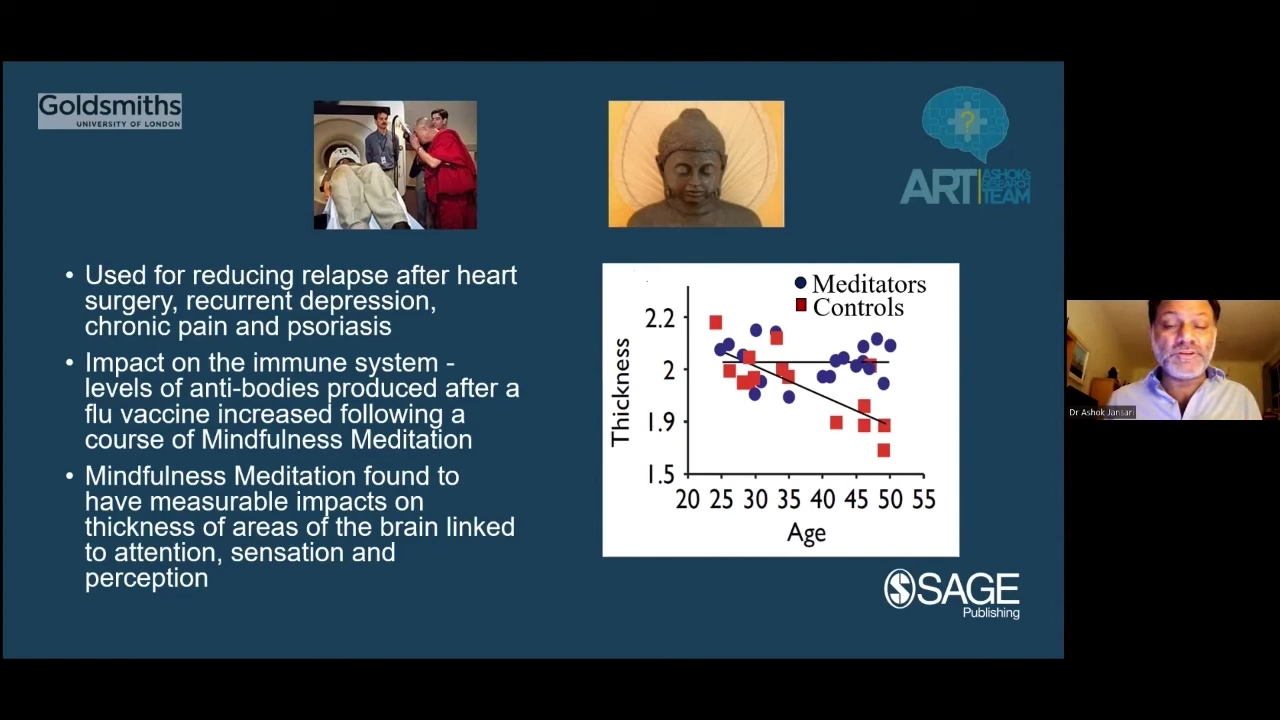 Goldsmiths
UNIVERSITY OF LONDON
?
ART
ASHOK'S
RESEARCH
TEAM
• Used for reducing relapse after heart
surgery, recurrent depression,
chronic pain and psoriasis
• Impact on the immune system -
levels of anti-bodies produced after a
flu vaccine increased following a
course of Mindfulness Meditation
• Mindfulness Meditation found to
have measurable impacts on
thickness of areas of the brain linked
to attention, sensation and
perception
Meditators
Controls
Thickness
2.2
2
1.9
1.5
20 25 30 35 40 45 50 55
Age
SAGE
Publishing
Dr Ashok Jansari